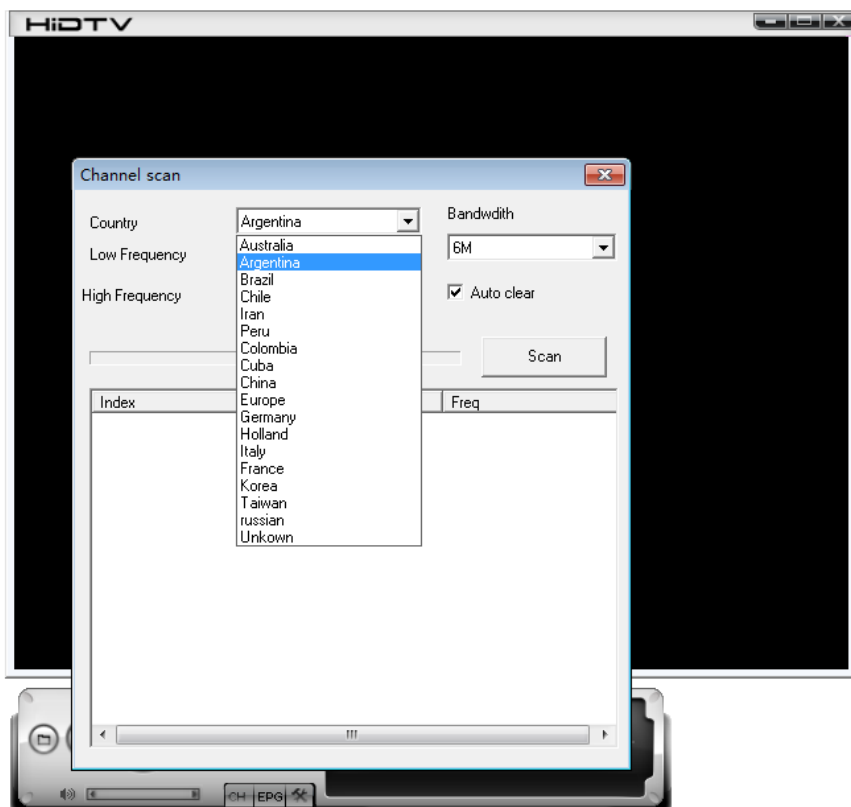 HiDTV
Channel scan
Country
Argentina
Bandwdith
Low Frequency
6M
High Frequency
Auto clear
Australia
Argentina
Brazil
Chile
Iran
Peru
Colombia
Cuba
China
Europe
Germany
Holland
Italy
France
Korea
Taiwan
russian
Unkown
Scan
Index
Freq
CH EPG